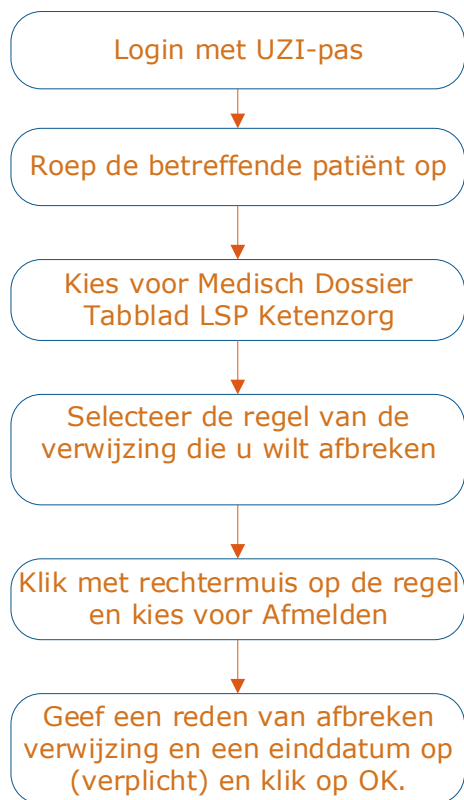 Login met UZI-pas
Roep de betreffende patiënt op
Kies voor Medisch Dossier
Tabblad LSP Ketenzorg
Selecteer de regel van de
verwijzing die u wilt afbreken
Klik met rechtermuis op de regel
en kies voor Afmelden
Geef een reden van afbreken
verwijzing en een einddatum op
(verplicht) en klik op OK.